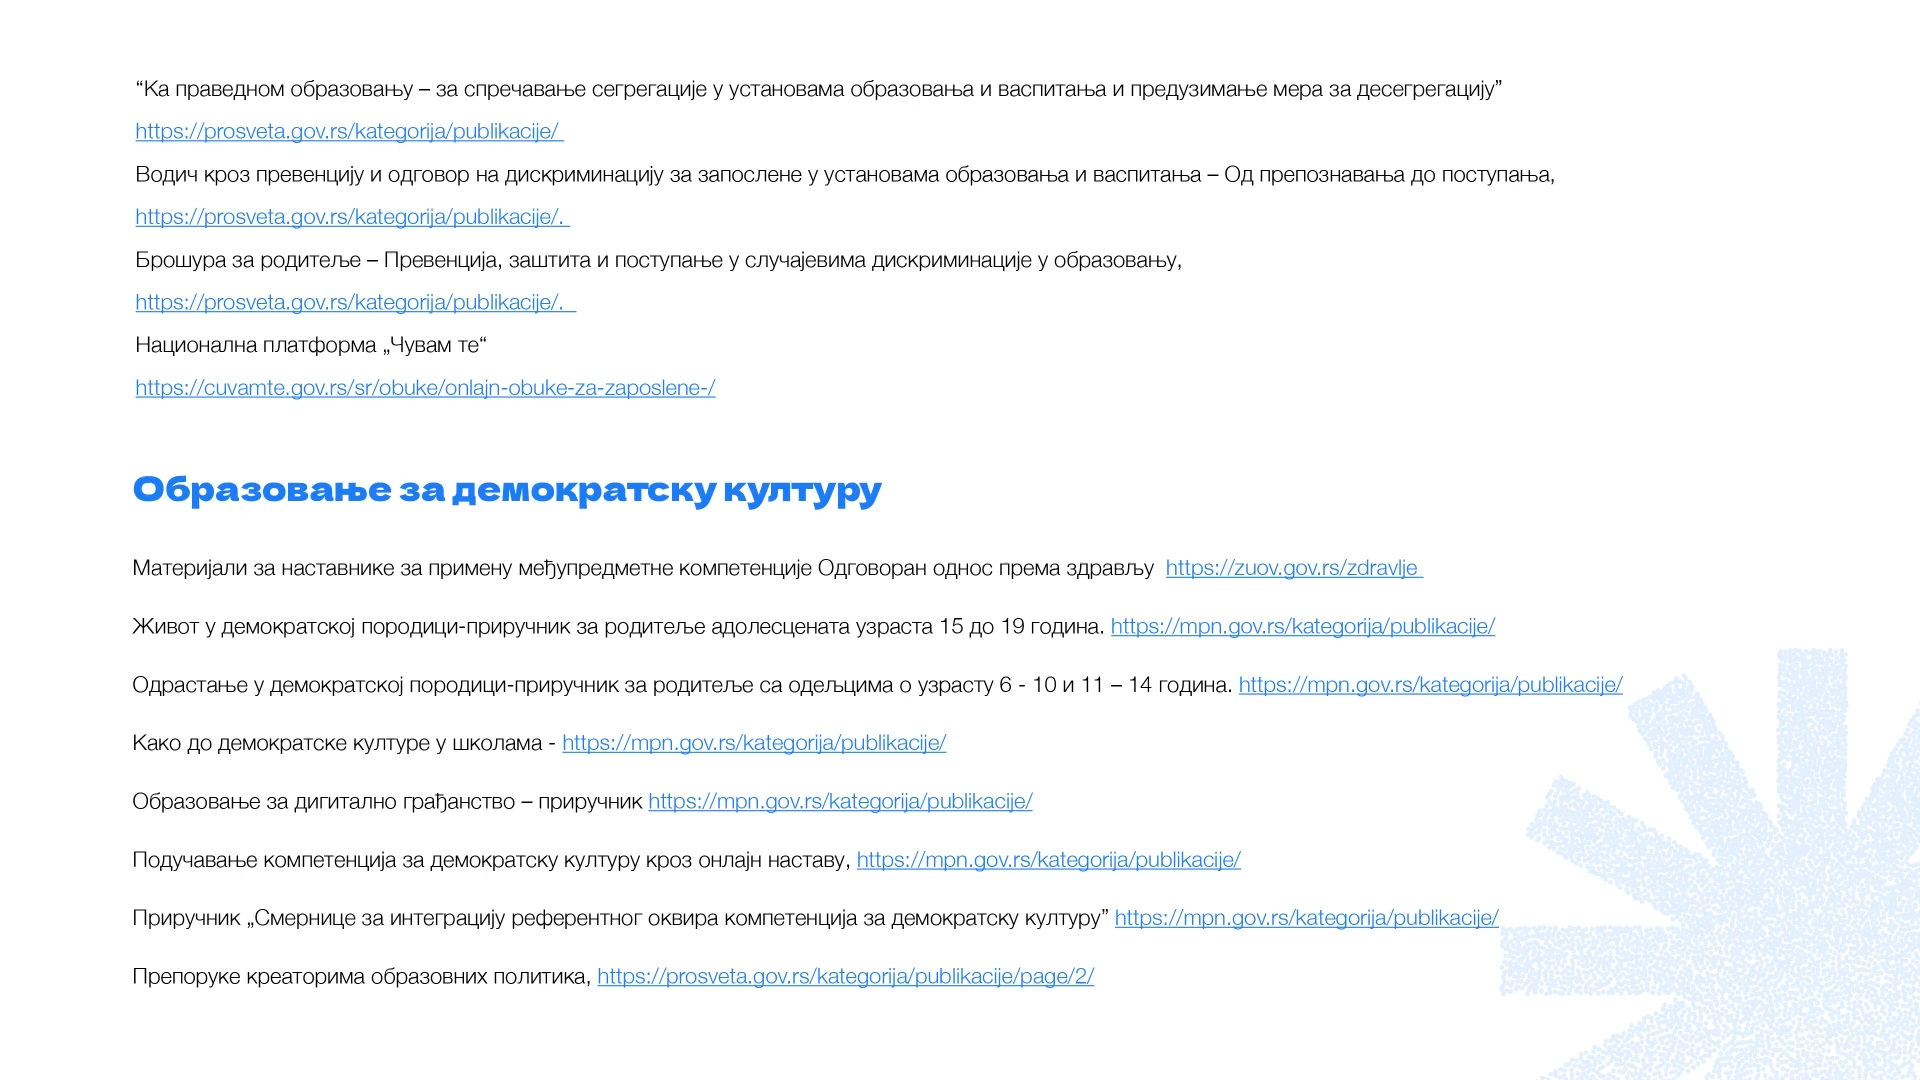 “Ка праведном образовању – за спречавање сегрегације у установама образовања и васпитања и предузимање мера за десегрегацију”
https://prosveta.gov.rs/kategorija/publikacije/
Водич кроз превенцију и одговор на дискриминацију за запослене у установама образовања и васпитања – Од препознавања до поступања,
https://prosveta.gov.rs/kategorija/publikacije/.
Брошура за родитеље – Превенција, заштита и поступање у случајевима дискриминације у образовању,
https://prosveta.gov.rs/kategorija/publikacije/.
Национална платформа „Чувам те“
https://cuvamte.gov.rs/sr/obuke/onlajn-obuke-za-zaposlene-/
Образовање за демократску културу
Материјали за наставнике за примену међупредметне компетенције Одговоран однос према здрављу https://zuov.gov.rs/zdravlje
Живот у демократској породици-приручник за родитеље адолесцената узраста 15 до 19 година. https://mpn.gov.rs/kategorija/publikacije/
Одрастање у демократској породици-приручник за родитеље са одељцима о узрасту 6 - 10 и 11 – 14 година. https://mpn.gov.rs/kategorija/publikacije/
Како до демократске културе у школама - https://mpn.gov.rs/kategorija/publikacije/
Образовање за дигитално грађанство – приручник https://mpn.gov.rs/kategorija/publikacije/
Подучавање компетенција за демократску културу кроз онлајн наставу, https://mpn.gov.rs/kategorija/publikacije/
Приручник „Смернице за интеграцију референтног оквира компетенција за демократску културу” https://mpn.gov.rs/kategorija/publikacije/
Препоруке креаторима образовних политика, https://prosveta.gov.rs/kategorija/publikacije/page/2/